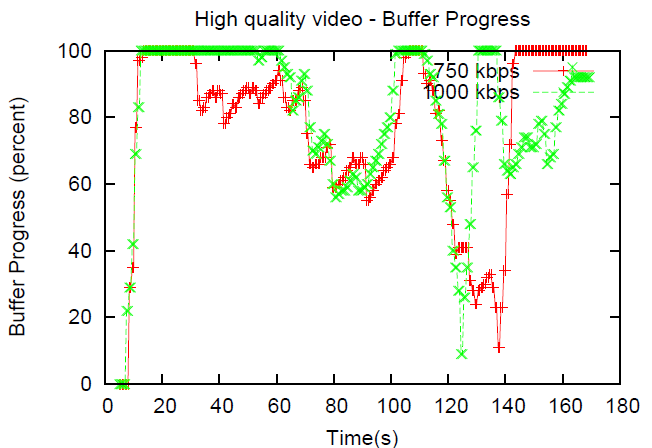 High quality video - Buffer Progress
Buffer Progress (percent)
100
80
60
40
20
0
750 kbps
1000 kbps
0 20 40 60 80 100 120 140 160 180
Time(s)